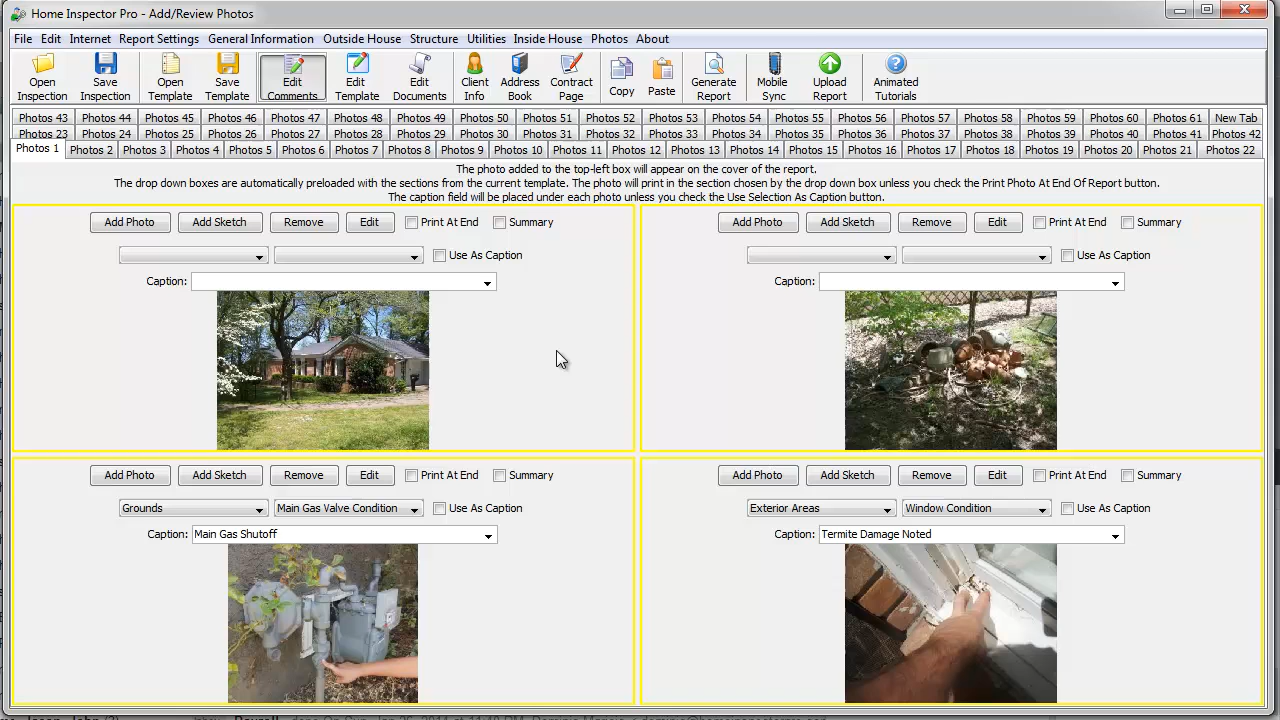 Home Inspector Pro - Add/Review Photos
File Edit Internet Report Settings General Information Outside House Structure Utilities Inside House Photos About
Open Inspection
Save Inspection
Open Template
Save Template
Edit Comments
Edit Template
Edit Documents
Client Info
Address Book
Contract Page
Copy
Paste
Generate Report
Mobile Sync
Upload Report
Animated Tutorials
Photos 43 Photos 44 Photos 45 Photos 46 Photos 47 Photos 48 Photos 49 Photos 50 Photos 51 Photos 52 Photos 53 Photos 54 Photos 55 Photos 56 Photos 57 Photos 58 Photos 59 Photos 60 Photos 61 New Tab
Photos 23 Photos 24 Photos 25 Photos 26 Photos 27 Photos 28 Photos 29 Photos 30 Photos 31 Photos 32 Photos 33 Photos 34 Photos 35 Photos 36 Photos 37 Photos 38 Photos 39 Photos 40 Photos 41 Photos 42
Photos 1 Photos 2 Photos 3 Photos 4 Photos 5 Photos 6 Photos 7 Photos 8 Photos 9 Photos 10 Photos 11 Photos 12 Photos 13 Photos 14 Photos 15 Photos 16 Photos 17 Photos 18 Photos 19 Photos 20 Photos 21 Photos 22
The photo added to the top-left box will appear on the cover of the report.
The drop down boxes are automatically preloaded with the sections from the current template. The photo will print in the section chosen by the drop down box unless you check the Print Photo At End Of Report button.
The caption field will be placed under each photo unless you check the Use Selection As Caption button.
Add Photo Add Sketch Remove Edit Print At End Summary
Use As Caption
Caption:
Add Photo Add Sketch Remove Edit Print At End Summary
Use As Caption
Caption:
Add Photo Add Sketch Remove Edit Print At End Summary
Grounds Main Gas Valve Condition Use As Caption
Caption: Main Gas Shutoff
Add Photo Add Sketch Remove Edit Print At End Summary
Exterior Areas Window Condition Use As Caption
Caption: Termite Damage Noted